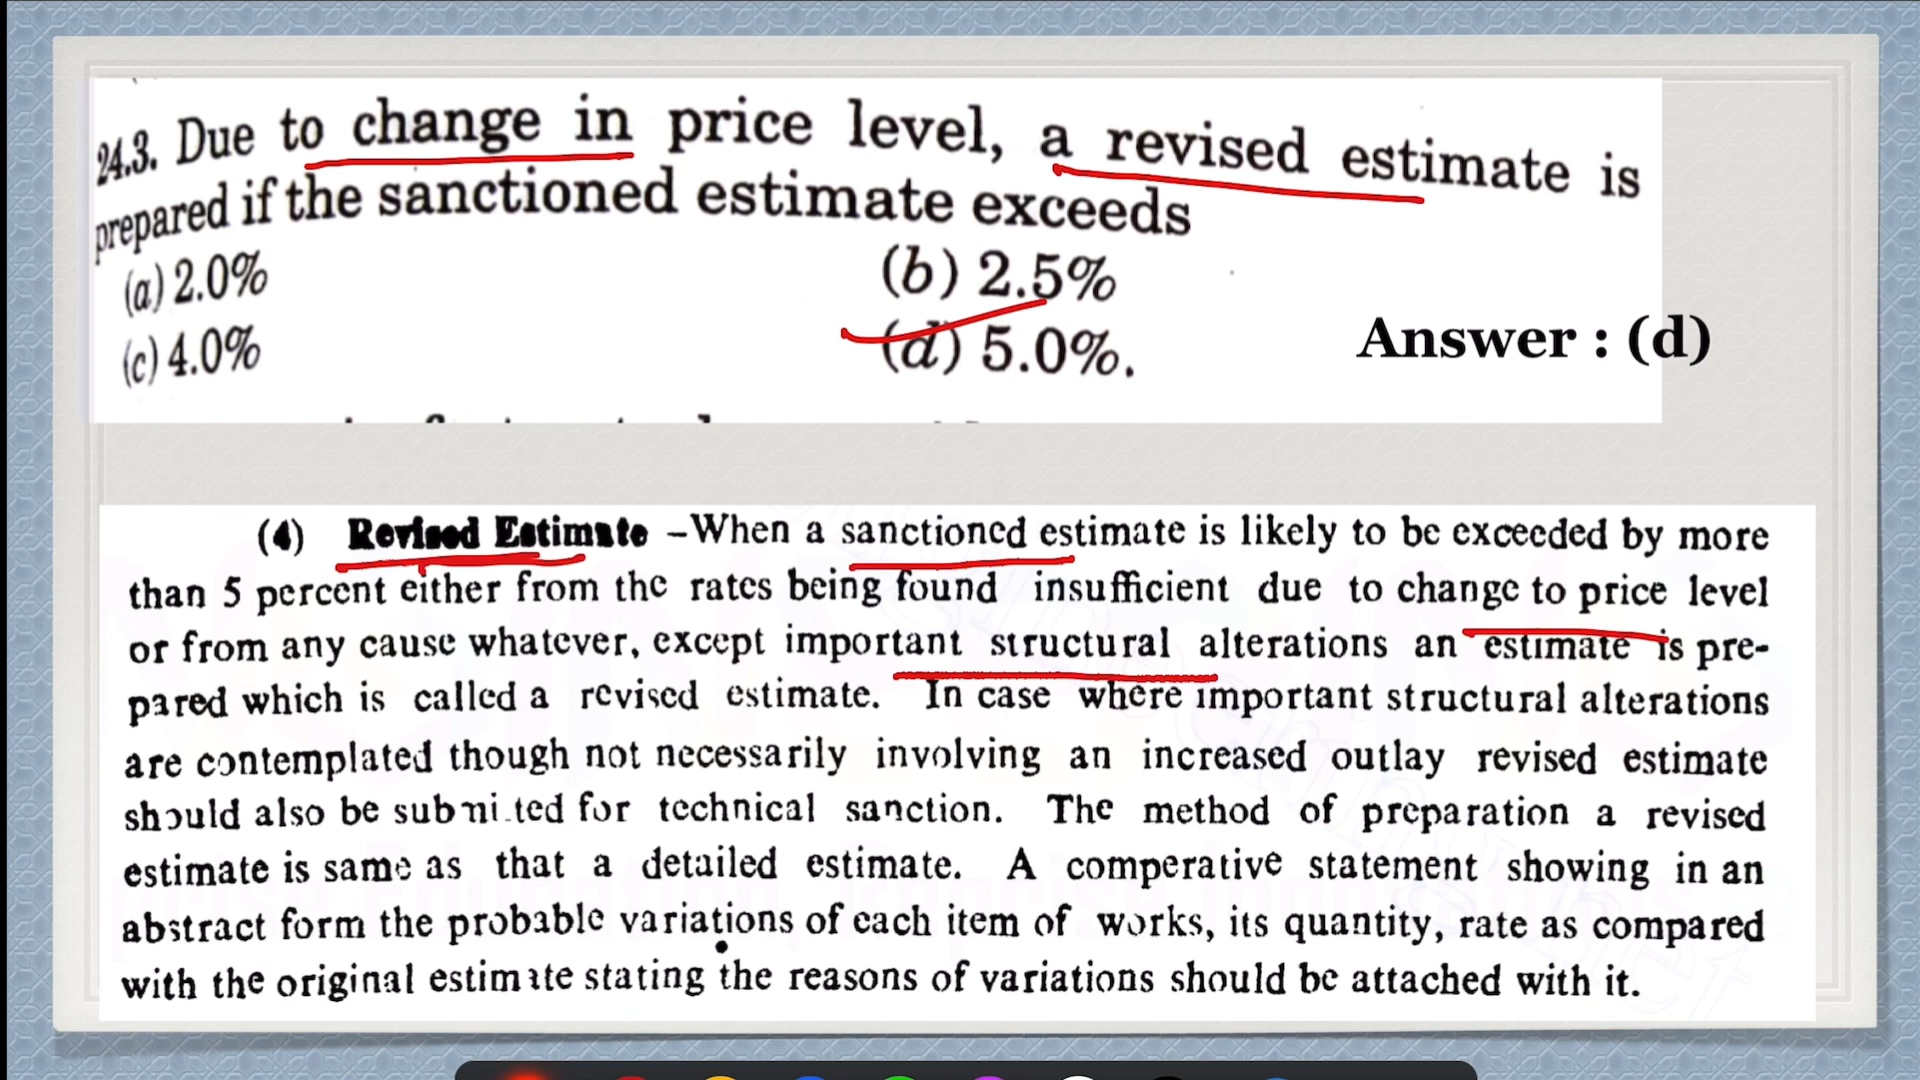 24.3. Due to change in price level, a revised estimate is
prepared if the sanctioned estimate exceeds
(a) 2.0% (b) 2.5%
(c) 4.0% (d) 5.0%.
Answer : (d)
(4) Revised Estimate –When a sanctioned estimate is likely to be exceeded by more
than 5 percent either from the rates being found insufficient due to change to price level
or from any cause whatever, except important structural alterations an estimate is pre-
pared which is called a revised estimate. In case where important structural alterations
are contemplated though not necessarily involving an increased outlay revised estimate
should also be submitted for technical sanction. The method of preparation a revised
estimate is same as that a detailed estimate. A comperative statement showing in an
abstract form the probable variations of each item of works, its quantity, rate as compared
with the original estimate stating the reasons of variations should be attached with it.